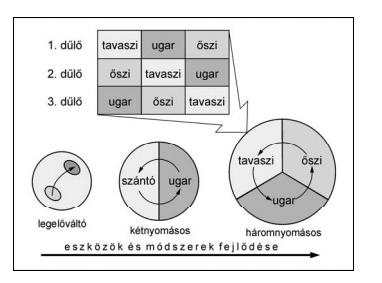 1. dűlő tavaszi ugar őszi
2. dűlő őszi tavaszi ugar
3. dűlő ugar őszi tavaszi
tavaszi őszi
ugar
szántó ugar
legelőváltó
kétnyomásos
háromnyomásos
eszközök és módszerek fejlődése